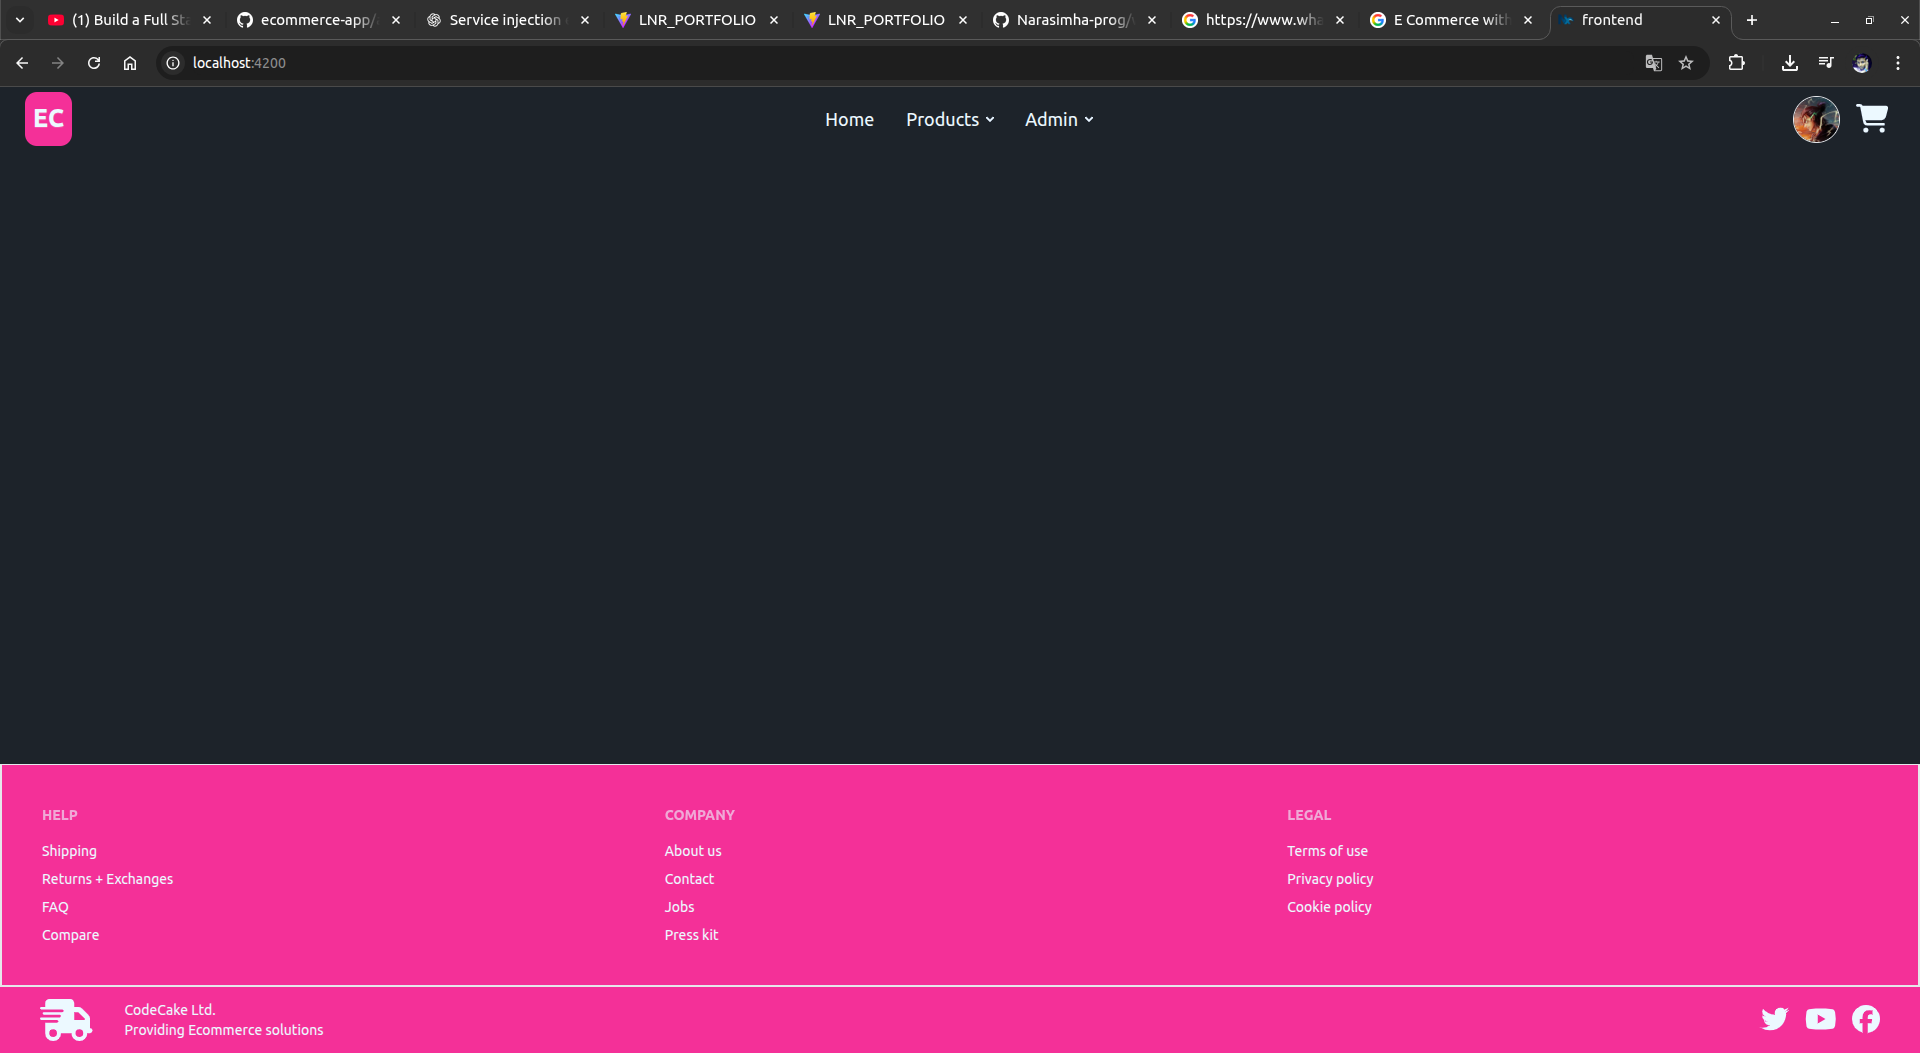 (1) Build a Full Sta
ecommerce-app/
Service injection
LNR_PORTFOLIO
LNR_PORTFOLIO
Narasimha-prog/
https://www.wha
E Commerce with
frontend
localhost:4200
EC
Home
Products
Admin
HELP
Shipping
Returns + Exchanges
FAQ
Compare
COMPANY
About us
Contact
Jobs
Press kit
LEGAL
Terms of use
Privacy policy
Cookie policy
CodeCake Ltd.
Providing Ecommerce solutions